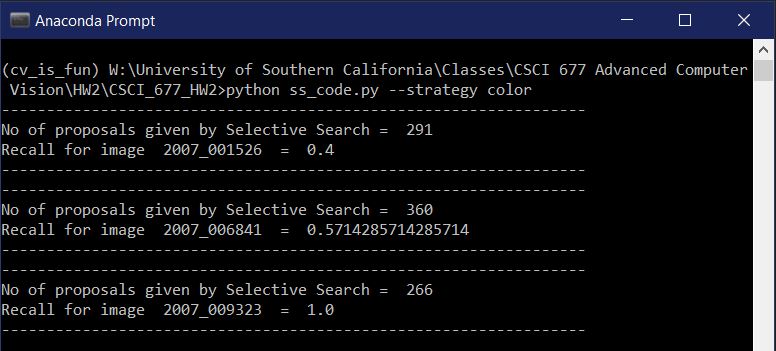 Anaconda Prompt
(cv_is_fun) W:\University of Southern California\Classes\CSCI 677 Advanced Computer
Vision\HW2\CSCI_677_HW2>python ss_code.py --strategy color
-----------------------------------------------------------------
No of proposals given by Selective Search =  291
Recall for image  2007_001526  =  0.4
-----------------------------------------------------------------
-----------------------------------------------------------------
No of proposals given by Selective Search =  360
Recall for image  2007_006841  =  0.5714285714285714
-----------------------------------------------------------------
-----------------------------------------------------------------
No of proposals given by Selective Search =  266
Recall for image  2007_009323  =  1.0
-----------------------------------------------------------------